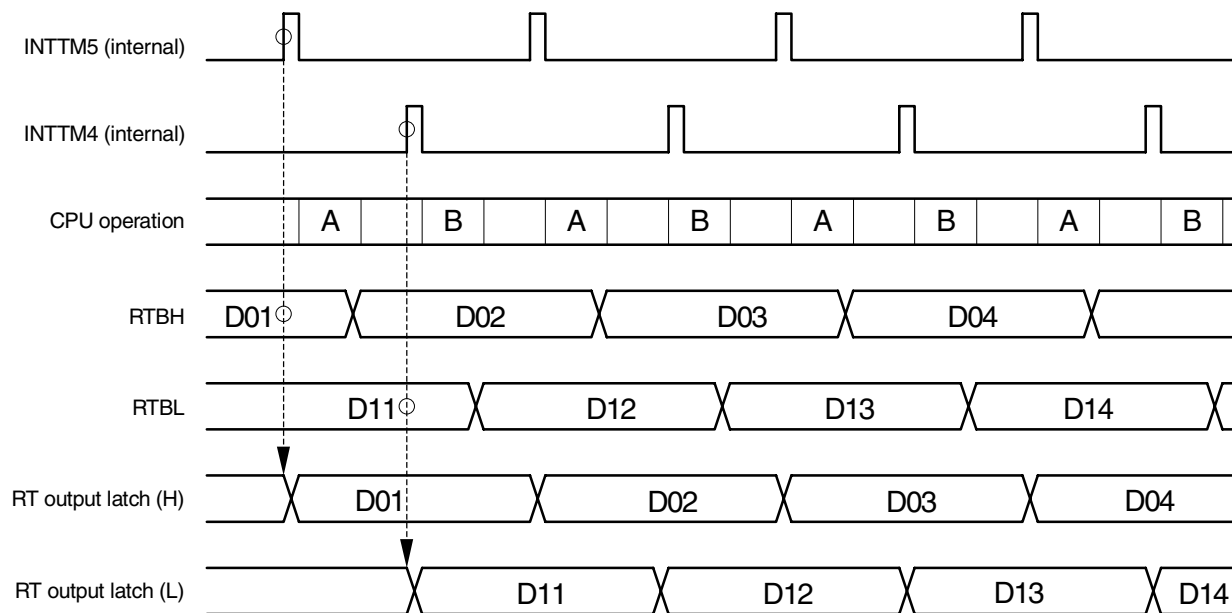 INTTM5 (internal)
INTTM4 (internal)
CPU operation A B A B A B A B
RTBH D01 D02 D03 D04
RTBL D11 D12 D13 D14
RT output latch (H) D01 D02 D03 D04
RT output latch (L) D11 D12 D13 D14